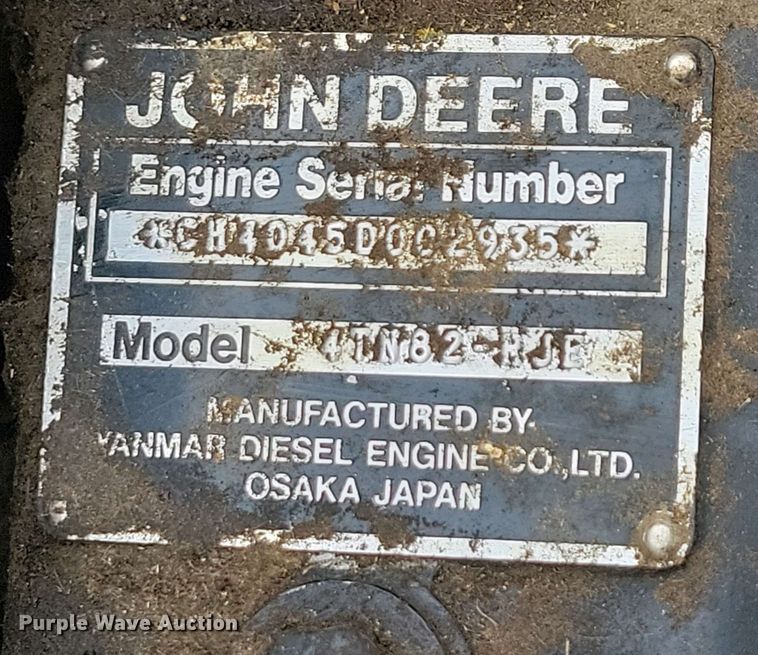 JOHN DEERE
Engine Serial Number
*CH4D45D002935*
Model 4TN82-RJE
MANUFACTURED BY
YANMAR DIESEL ENGINE CO.,LTD.
OSAKA JAPAN
Purple Wave Auction